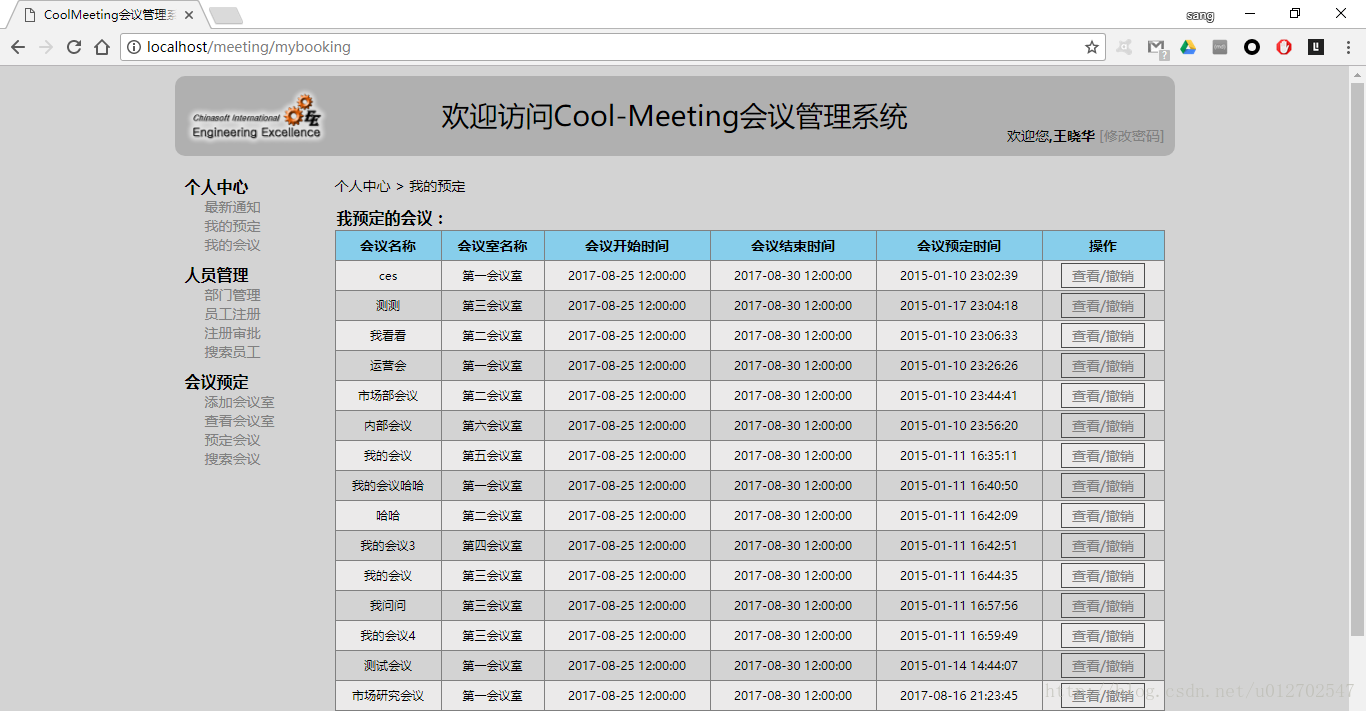 CoolMeeting会议管理系
sang
localhost/meeting/mybooking
Chinasoft International
Engineering Excellence
欢迎访问Cool-Meeting会议管理系统
欢迎您,王晓华 [修改密码]
个人中心
最新通知
我的预定
我的会议
人员管理
部门管理
员工注册
注册审批
搜索员工
会议预定
添加会议室
查看会议室
预定会议
搜索会议
个人中心 > 我的预定
我预定的会议：
会议名称 会议室名称 会议开始时间 会议结束时间 会议预定时间 操作
ces 第一会议室 2017-08-25 12:00:00 2017-08-30 12:00:00 2015-01-10 23:02:39 查看/撤销
测测 第三会议室 2017-08-25 12:00:00 2017-08-30 12:00:00 2015-01-17 23:04:18 查看/撤销
我看看 第二会议室 2017-08-25 12:00:00 2017-08-30 12:00:00 2015-01-10 23:06:33 查看/撤销
运营会 第一会议室 2017-08-25 12:00:00 2017-08-30 12:00:00 2015-01-10 23:26:26 查看/撤销
市场部会议 第二会议室 2017-08-25 12:00:00 2017-08-30 12:00:00 2015-01-10 23:44:41 查看/撤销
内部会议 第六会议室 2017-08-25 12:00:00 2017-08-30 12:00:00 2015-01-10 23:56:20 查看/撤销
我的会议 第五会议室 2017-08-25 12:00:00 2017-08-30 12:00:00 2015-01-11 16:35:11 查看/撤销
我的会议哈哈 第一会议室 2017-08-25 12:00:00 2017-08-30 12:00:00 2015-01-11 16:40:50 查看/撤销
哈哈 第二会议室 2017-08-25 12:00:00 2017-08-30 12:00:00 2015-01-11 16:42:09 查看/撤销
我的会议3 第四会议室 2017-08-25 12:00:00 2017-08-30 12:00:00 2015-01-11 16:42:51 查看/撤销
我的会议 第三会议室 2017-08-25 12:00:00 2017-08-30 12:00:00 2015-01-11 16:44:35 查看/撤销
我问问 第三会议室 2017-08-25 12:00:00 2017-08-30 12:00:00 2015-01-11 16:57:56 查看/撤销
我的会议4 第三会议室 2017-08-25 12:00:00 2017-08-30 12:00:00 2015-01-11 16:59:49 查看/撤销
测试会议 第一会议室 2017-08-25 12:00:00 2017-08-30 12:00:00 2015-01-14 14:44:07 查看/撤销
市场研究会议 第一会议室 2017-08-25 12:00:00 2017-08-30 12:00:00 2017-08-16 21:23:45 查看/撤销
https://blog.csdn.net/u012702547